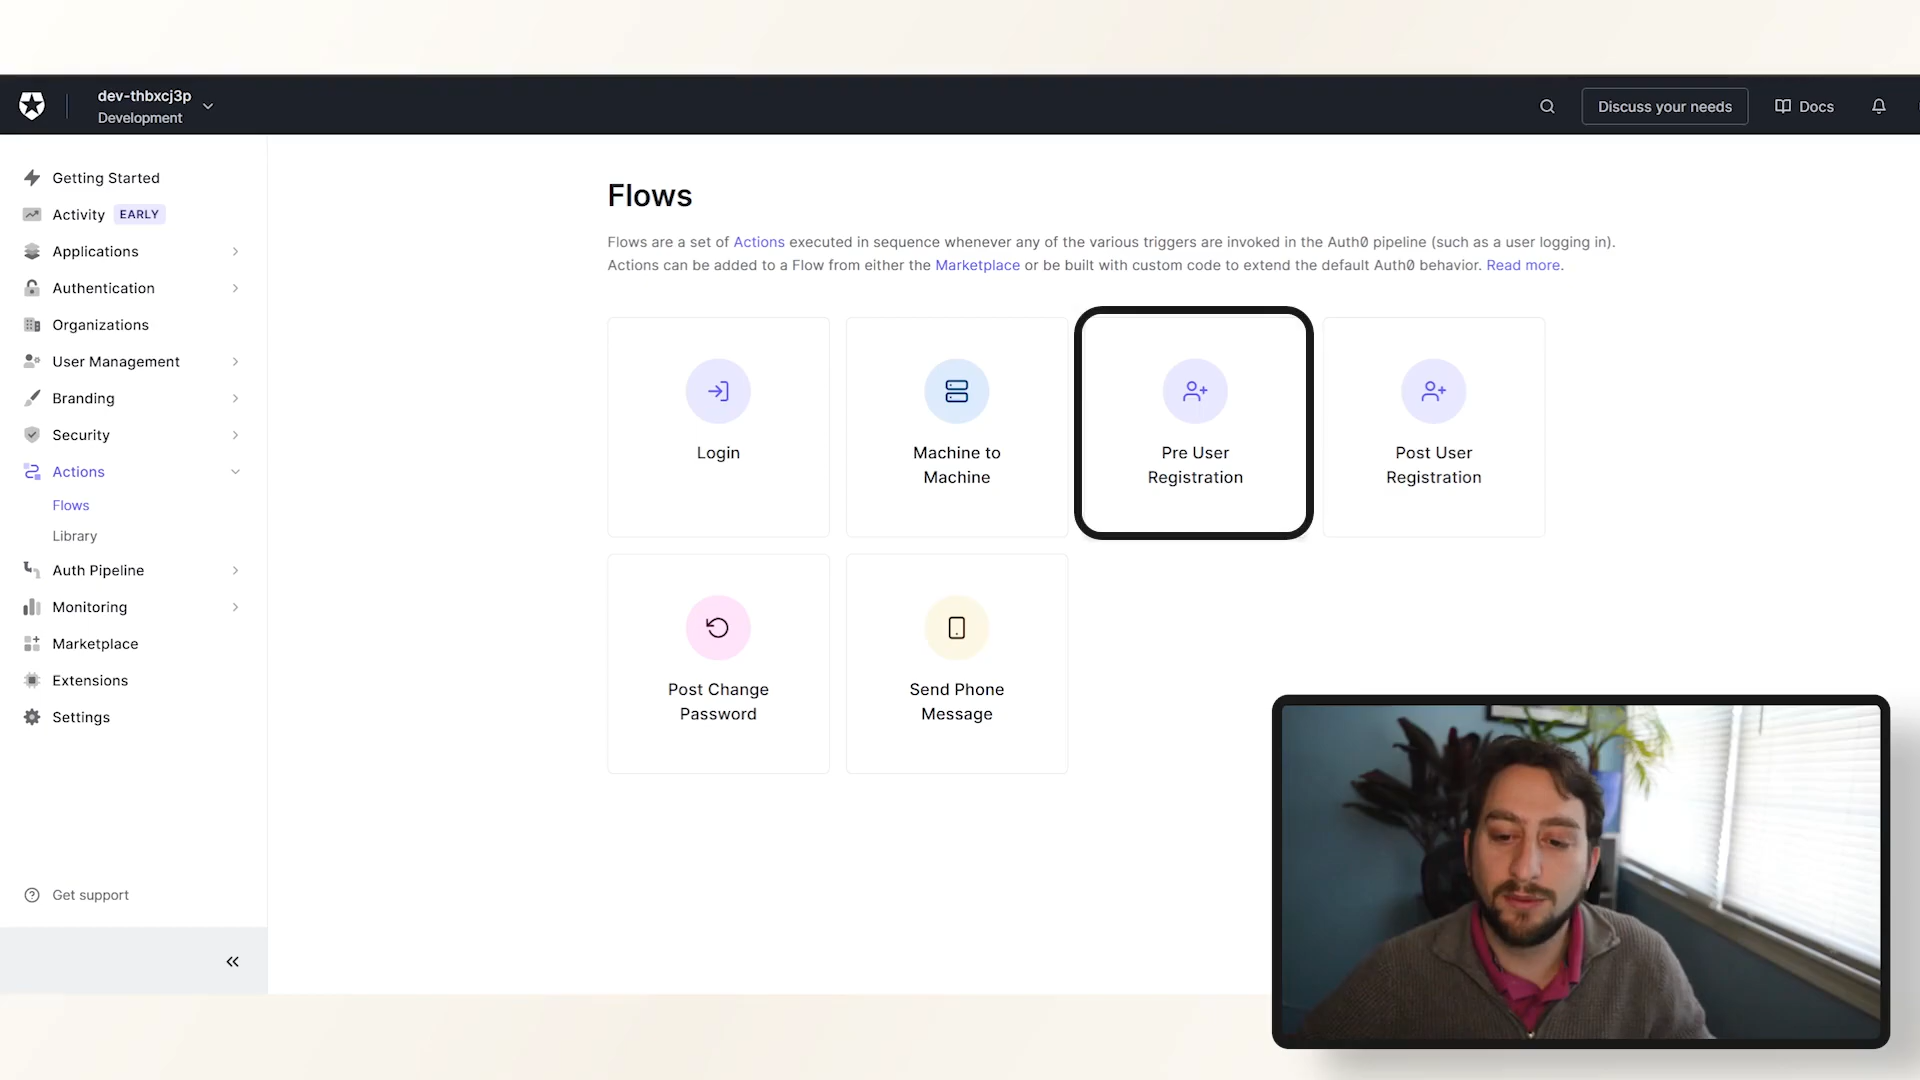 dev-thbxcj3p
Development
Discuss your needs
Docs
Getting Started
Activity EARLY
Applications
Authentication
Organizations
User Management
Branding
Security
Actions
Flows
Library
Auth Pipeline
Monitoring
Marketplace
Extensions
Settings
Get support
Flows
Flows are a set of Actions executed in sequence whenever any of the various triggers are invoked in the Auth0 pipeline (such as a user logging in).
Actions can be added to a Flow from either the Marketplace or be built with custom code to extend the default Auth0 behavior. Read more.
Login
Machine to
Machine
Pre User
Registration
Post User
Registration
Post Change
Password
Send Phone
Message